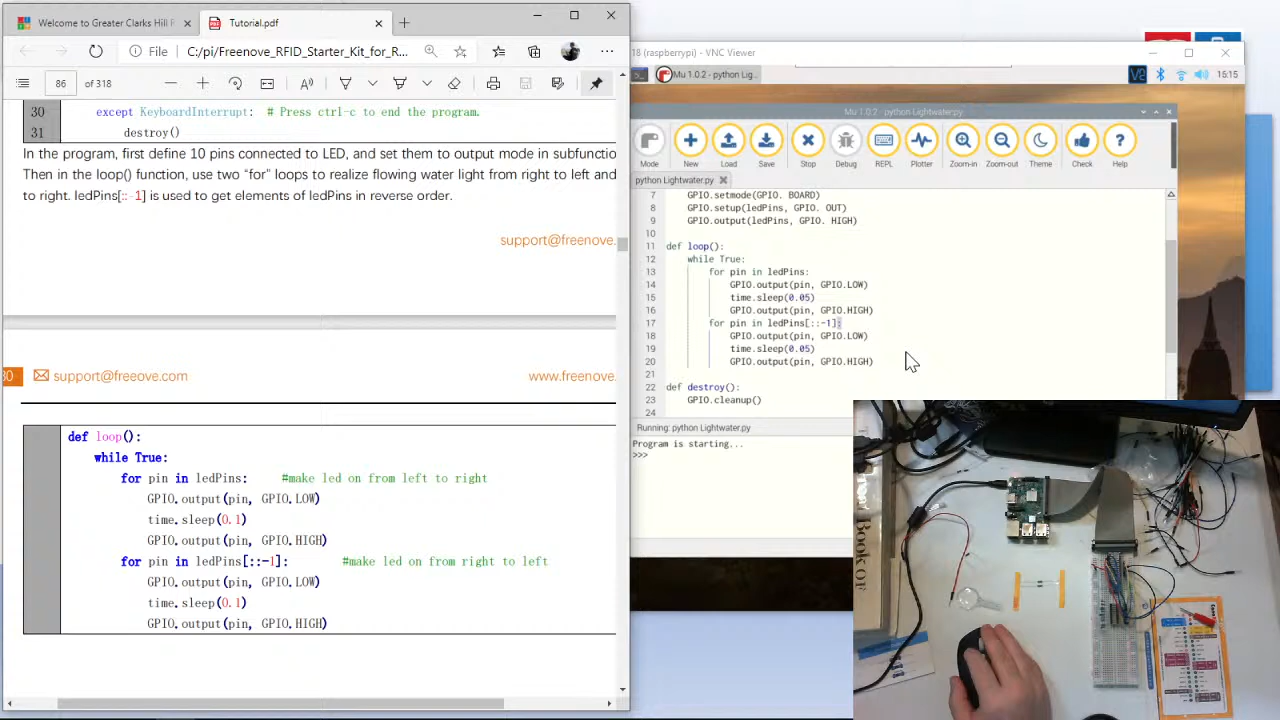 Welcome to Greater Clarks Hill R
Tutorial.pdf
File
C:/pi/Freenove_RFID_Starter_Kit_for_R...
86 of 318
30 except KeyboardInterrupt: # Press ctrl-c to end the program.
31 destroy()
In the program, first define 10 pins connected to LED, and set them to output mode in subfunctio
Then in the loop() function, use two "for" loops to realize flowing water light from right to left and
to right. ledPins[::-1] is used to get elements of ledPins in reverse order.
support@freenove.
30 support@freeove.com
www.freenove.com
def loop():
while True:
for pin in ledPins: #make led on from left to right
GPIO.output(pin, GPIO.LOW)
time.sleep(0.1)
GPIO.output(pin, GPIO.HIGH)
for pin in ledPins[::-1]: #make led on from right to left
GPIO.output(pin, GPIO.LOW)
time.sleep(0.1)
GPIO.output(pin, GPIO.HIGH)
18 (raspberrypi) - VNC Viewer
Mu 1.0.2 - python Lig...
15:15
Mu 1.0.2 - python Lightwater.py
Mode New Load Save Stop Debug REPL Plotter Zoom-in Zoom-out Theme Check Help
python Lightwater.py
7 GPIO.setmode(GPIO. BOARD)
8 GPIO.setup(ledPins, GPIO. OUT)
9 GPIO.output(ledPins, GPIO. HIGH)
10
11 def loop():
12 while True:
13 for pin in ledPins:
14 GPIO.output(pin, GPIO.LOW)
15 time.sleep(0.05)
16 GPIO.output(pin, GPIO.HIGH)
17 for pin in ledPins[::-1]:
18 GPIO.output(pin, GPIO.LOW)
19 time.sleep(0.05)
20 GPIO.output(pin, GPIO.HIGH)
21
22 def destroy():
23 GPIO.cleanup()
24
Running: python Lightwater.py
Program is starting...
>>>
Book of